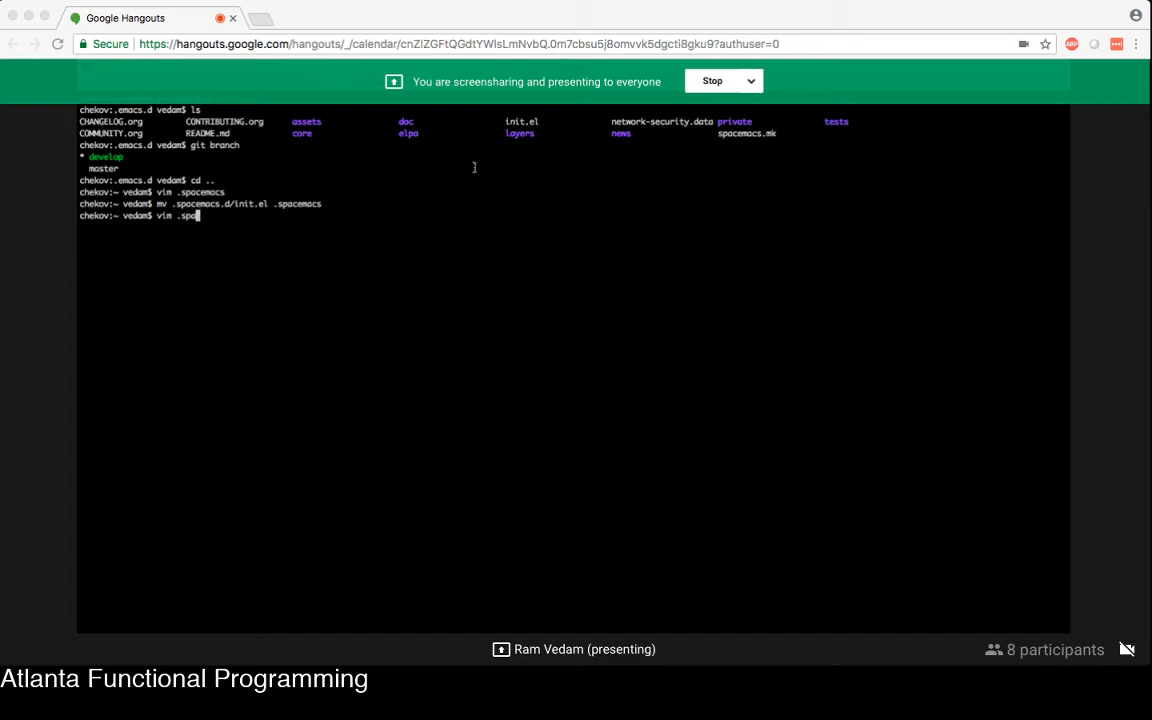 Google Hangouts
Secure https://hangouts.google.com/hangouts/_/calendar/cnZlZGFtQGdtYWlsLmNvbQ.0m7cbsu5j8omvvk5dgcti8gku9?authuser=0
ABP
You are screensharing and presenting to everyone Stop
chekov:.emacs.d vedam$ ls
CHANGELOG.org CONTRIBUTING.org assets doc init.el network-security.data private tests
COMMUNITY.org README.md core elpa layers news spacemacs.mk
chekov:.emacs.d vedam$ git branch
* develop
master
chekov:.emacs.d vedam$ cd ..
chekov:~ vedam$ vim .spacemacs
chekov:~ vedam$ mv .spacemacs.d/init.el .spacemacs
chekov:~ vedam$ vim .spa
Ram Vedam (presenting) 8 participants
Atlanta Functional Programming